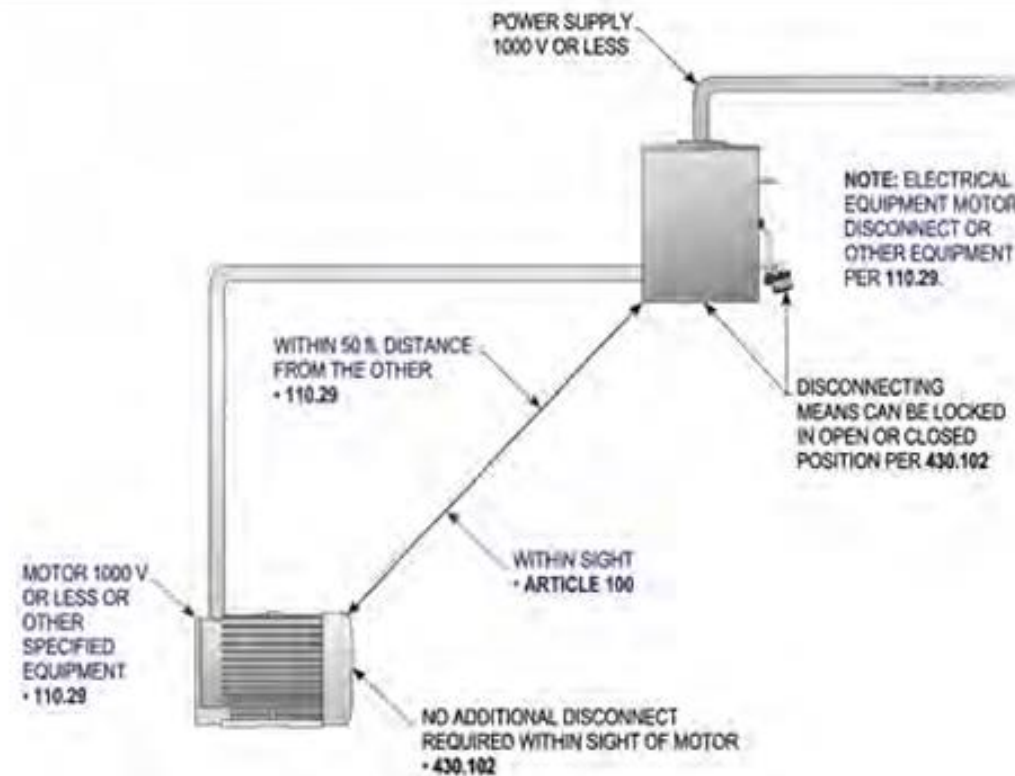 POWER SUPPLY
1000 V OR LESS
NOTE: ELECTRICAL
EQUIPMENT MOTOR
DISCONNECT OR
OTHER EQUIPMENT
PER 110.29.
WITHIN 50 ft. DISTANCE
FROM THE OTHER
• 110.29
DISCONNECTING
MEANS CAN BE LOCKED
IN OPEN OR CLOSED
POSITION PER 430.102
WITHIN SIGHT
• ARTICLE 100
MOTOR 1000 V
OR LESS OR
OTHER
SPECIFIED
EQUIPMENT
• 110.29
NO ADDITIONAL DISCONNECT
REQUIRED WITHIN SIGHT OF MOTOR
• 430.102